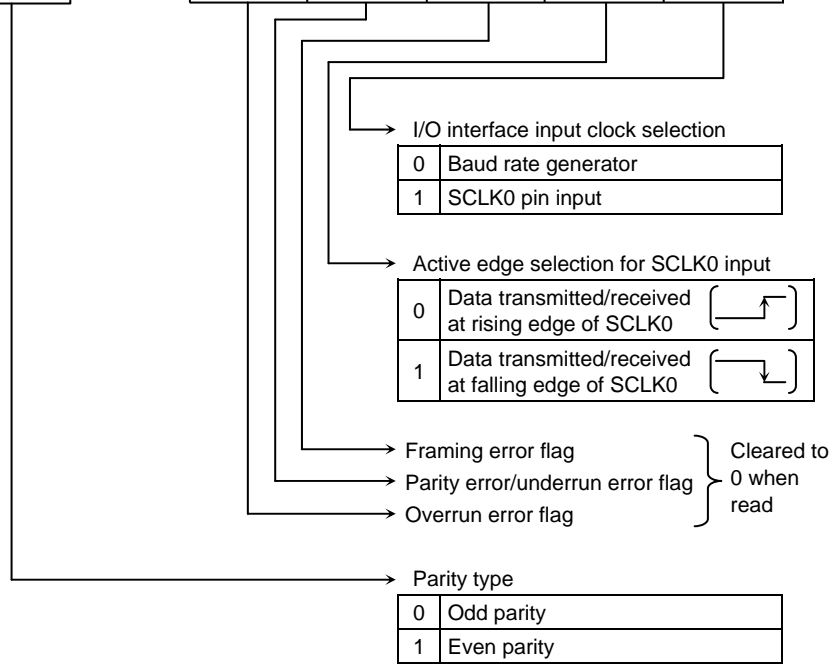 I/O interface input clock selection
0 Baud rate generator
1 SCLK0 pin input
Active edge selection for SCLK0 input
0 Data transmitted/received
at rising edge of SCLK0
1 Data transmitted/received
at falling edge of SCLK0
Framing error flag
Parity error/underrun error flag
Overrun error flag
Cleared to
0 when
read
Parity type
0 Odd parity
1 Even parity